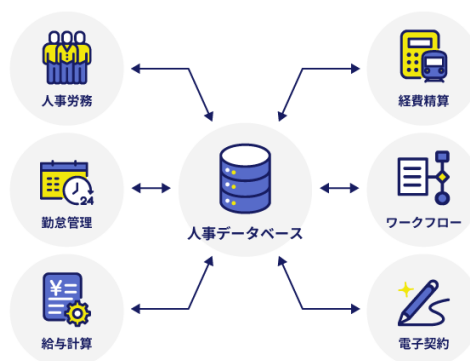 人事労務
経費精算
24
勤怠管理
人事データベース
ワークフロー
¥
給与計算
電子契約